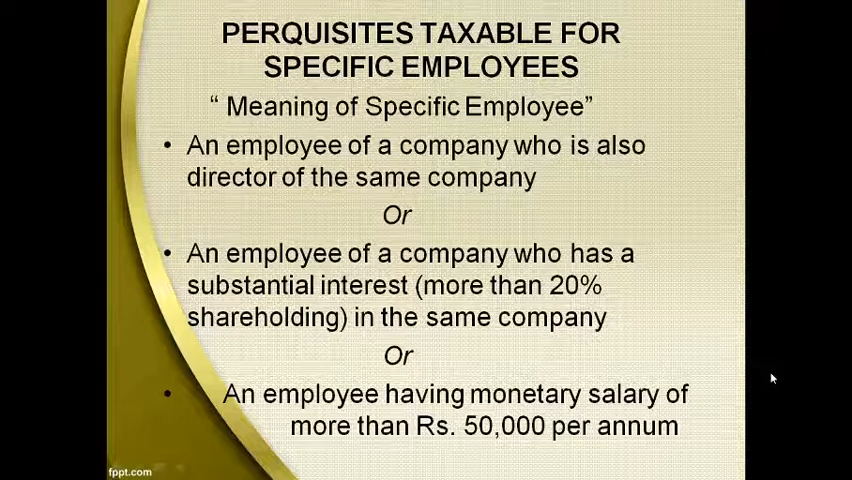 PERQUISITES TAXABLE FOR
SPECIFIC EMPLOYEES
“ Meaning of Specific Employee”
• An employee of a company who is also
director of the same company
Or
• An employee of a company who has a
substantial interest (more than 20%
shareholding) in the same company
Or
• An employee having monetary salary of
more than Rs. 50,000 per annum
fppt.com